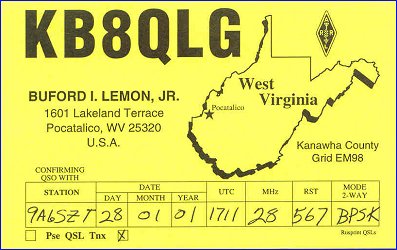 KB8QLG
BUFORD I. LEMON, JR.
1601 Lakeland Terrace
Pocatalico, WV 25320
U.S.A.
West
Virginia
Pocatalico
Kanawha County
Grid EM98
CONFIRMING
QSO WITH
STATION
DATE
DAY MONTH YEAR
UTC
MHz
RST
MODE
2-WAY
9A6SZT 28 01 01 1711 28 567 BPSK
Pse QSL Tnx X
Rusprint QSLs